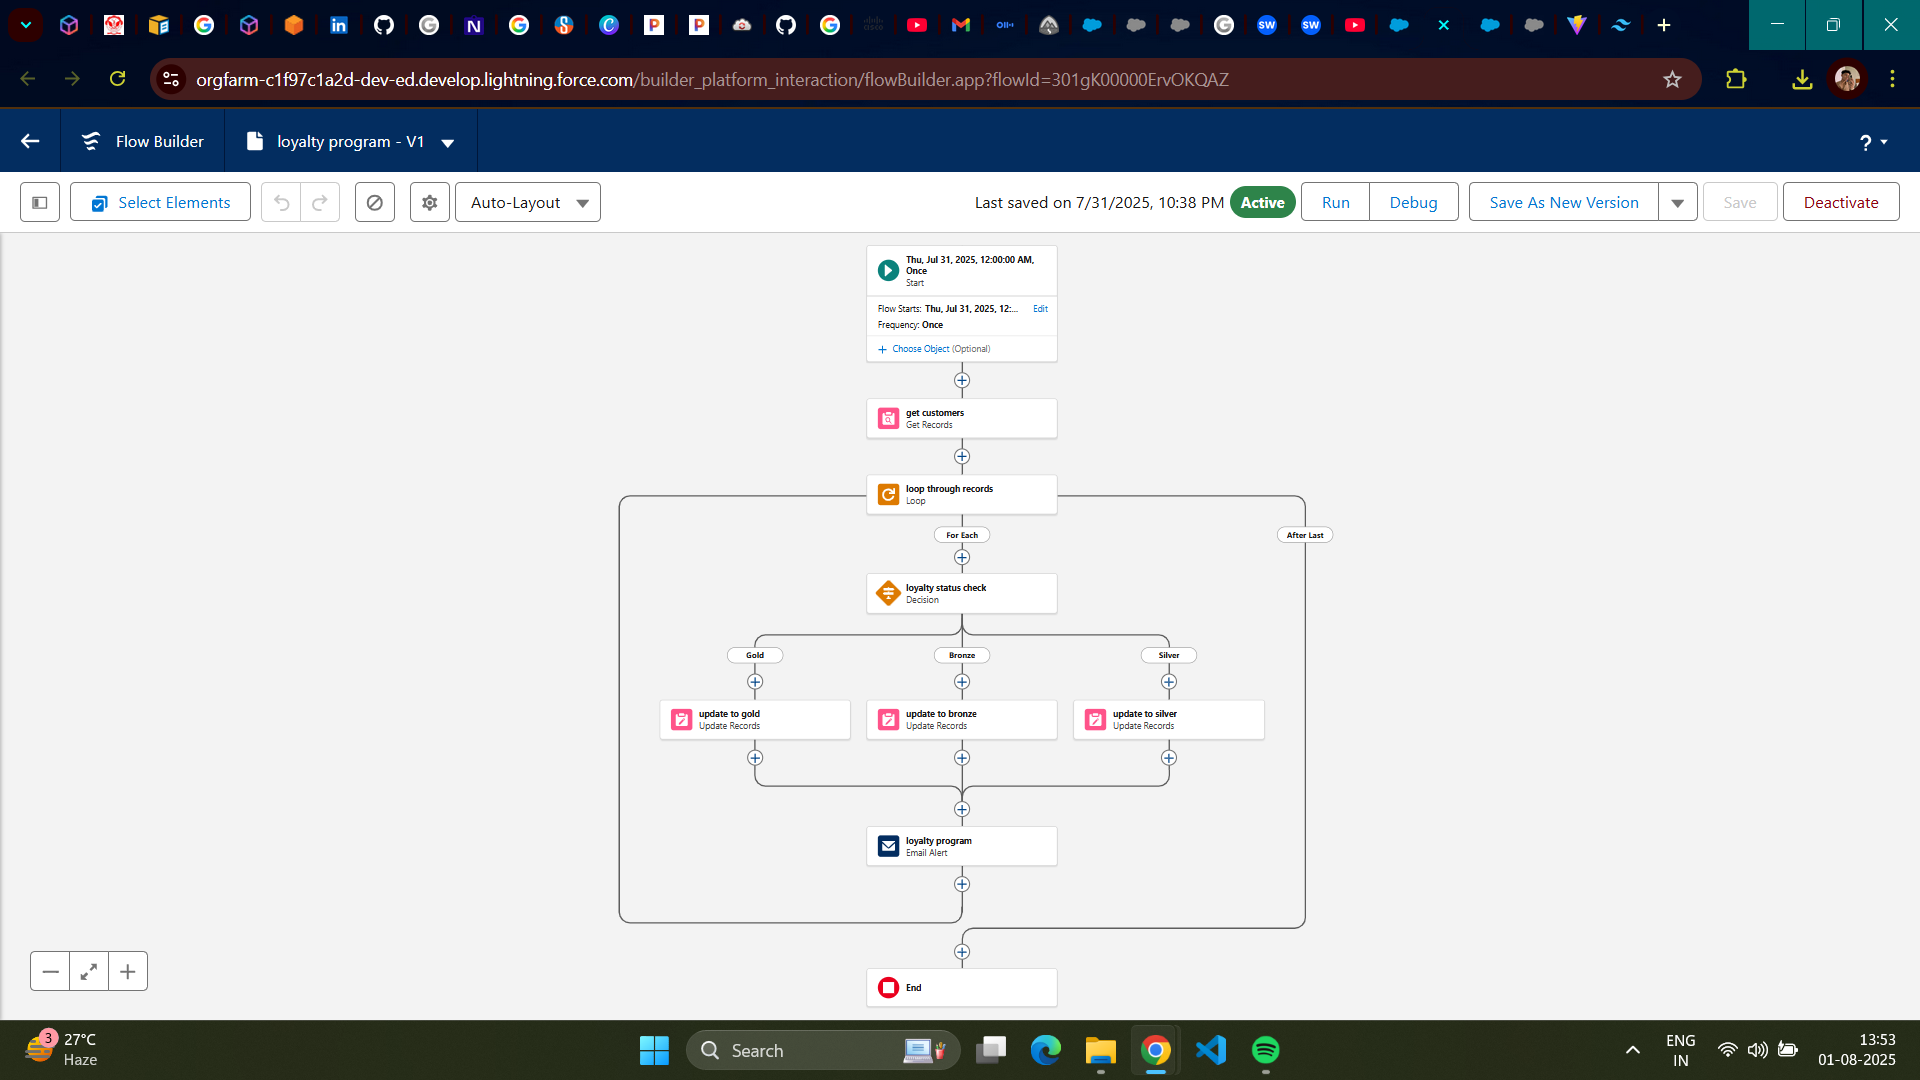 orgfarm-c1f97c1a2d-dev-ed.develop.lightning.force.com/builder_platform_interaction/flowBuilder.app?flowId=301gK00000ErvOKQAZ
Flow Builder
loyalty program - V1
?
Select Elements
Auto-Layout
Last saved on 7/31/2025, 10:38 PM
Active
Run
Debug
Save As New Version
Save
Deactivate
Thu, Jul 31, 2025, 12:00:00 AM,
Once
Start
Flow Starts: Thu, Jul 31, 2025, 12:...
Edit
Frequency: Once
Choose Object (Optional)
get customers
Get Records
loop through records
Loop
For Each
After Last
loyalty status check
Decision
Gold
Bronze
Silver
update to gold
Update Records
update to bronze
Update Records
update to silver
Update Records
loyalty program
Email Alert
End
3
27°C
Haze
Search
ENG
IN
13:53
01-08-2025